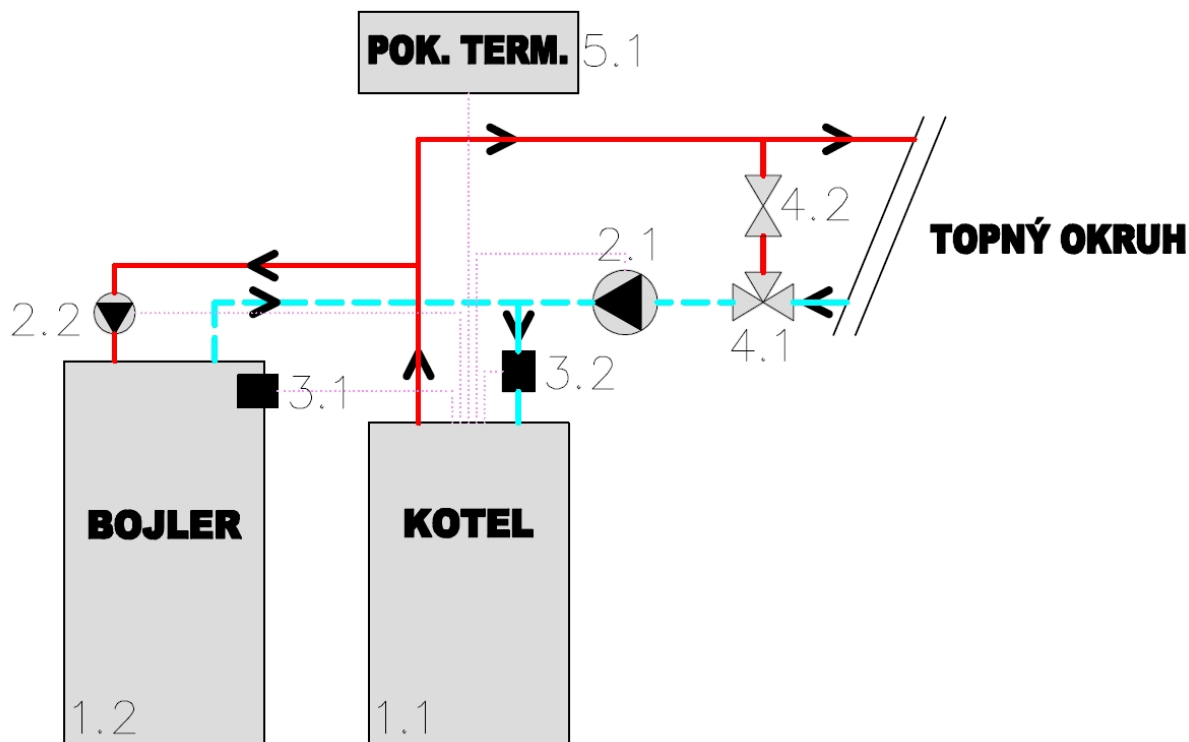 POK. TERM. 5.1
4.2
2.1
TOPNÝ OKRUH
2.2
4.1
3.1
3.2
BOJLER
KOTEL
1.2
1.1